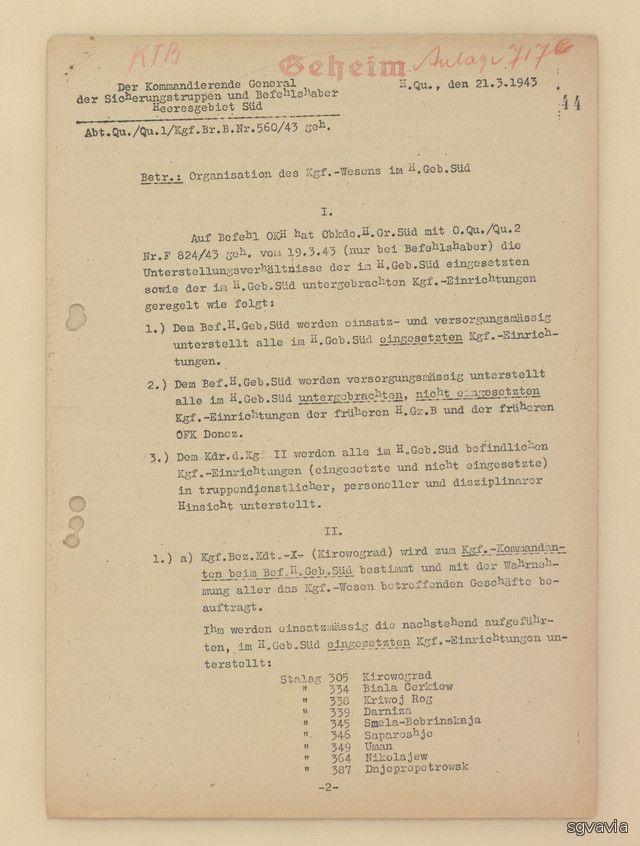 KTB
Geheim
Anlage 717c
Der Kommandierende General
der Sicherungstruppen und Befehlshaber
Heeresgebiet Süd
H.Qu., den 21.3.1943
44
Abt.Qu./Qu.1/Kgf.Br.B.Nr.560/43 geh.
Betr.: Organisation des Kgf.-Wesens im H.Geb.Süd
I.
Auf Befehl OKH hat Obkdo.H.Gr.Süd mit O.Qu./Qu.2
Nr.F 824/43 geh. vom 19.3.43 (nur bei Befehlshaber) die
Unterstellungsverhältnisse der im H.Geb.Süd eingesetzten
sowie der im H.Geb.Süd untergebrachten Kgf.-Einrichtungen
geregelt wie folgt:
1.) Dem Bef.H.Geb.Süd werden einsatz- und versorgungsmässig
unterstellt alle im H.Geb.Süd eingesetzten Kgf.-Einrich-
tungen.
2.) Dem Bef.H.Geb.Süd werden versorgungsmässig unterstellt
alle im H.Geb.Süd untergebrachten, nicht eingesetzten
Kgf.-Einrichtungen der früheren H.Gr.B und der früheren
OFK Donez.
3.) Dem Kdr.d.Kgf II werden alle im H.Geb.Süd befindlichen
Kgf.-Einrichtungen (eingesetzte und nicht eingesetzte)
in truppendienstlicher, personeller und disziplinarer
Hinsicht unterstellt.
II.
1.) a) Kgf.Bez.Kdt.-X- (Kirowograd) wird zum Kgf.-Kommandan-
ten beim Bef.H.Geb.Süd bestimmt und mit der Wahrneh-
mung aller das Kgf.-Wesen betreffenden Geschäfte be-
auftragt.
Ihm werden einsatzmässig die nachstehend aufgeführ-
ten, im H.Geb.Süd eingesetzten Kgf.-Einrichtungen un-
terstellt:
Stalag 305 Kirowograd
" 334 Biala Cerkiew
" 338 Kriwoj Rog
" 339 Darniza
" 345 Smela-Bobrinskaja
" 346 Saparoshje
" 349 Uman
" 364 Nikolajew
" 387 Dnjepropetrowsk
-2-
sgvavia